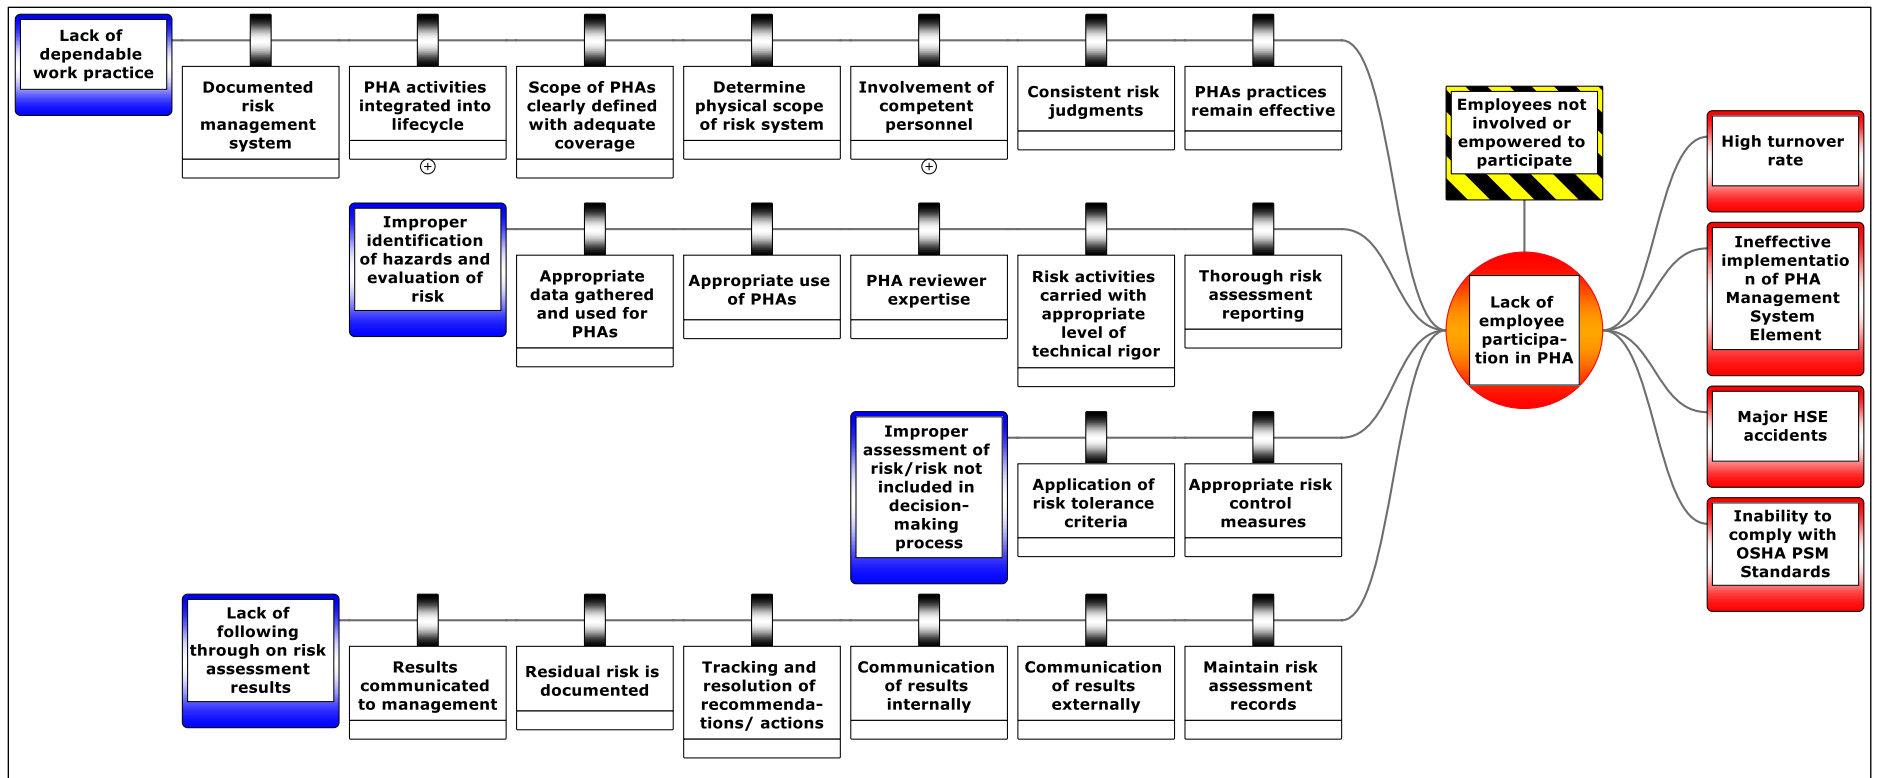 Lack of
dependable
work practice
Documented
risk
management
system
PHA activities
integrated into
lifecycle
Scope of PHAs
clearly defined
with adequate
coverage
Determine
physical scope
of risk system
Involvement of
competent
personnel
Consistent risk
judgments
PHAs practices
remain effective
Improper
identification
of hazards and
evaluation of
risk
Appropriate
data gathered
and used for
PHAs
Appropriate use
of PHAs
PHA reviewer
expertise
Risk activities
carried with
appropriate
level of
technical rigor
Thorough risk
assessment
reporting
Improper
assessment of
risk/risk not
included in
decision-
making
process
Application of
risk tolerance
criteria
Appropriate risk
control
measures
Lack of
following
through on risk
assessment
results
Results
communicated
to management
Residual risk is
documented
Tracking and
resolution of
recommenda-
tions/ actions
Communication
of results
internally
Communication
of results
externally
Maintain risk
assessment
records
Employees not
involved or
empowered to
participate
Lack of
employee
participa-
tion in PHA
High turnover
rate
Ineffective
implementatio
n of PHA
Management
System
Element
Major HSE
accidents
Inability to
comply with
OSHA PSM
Standards